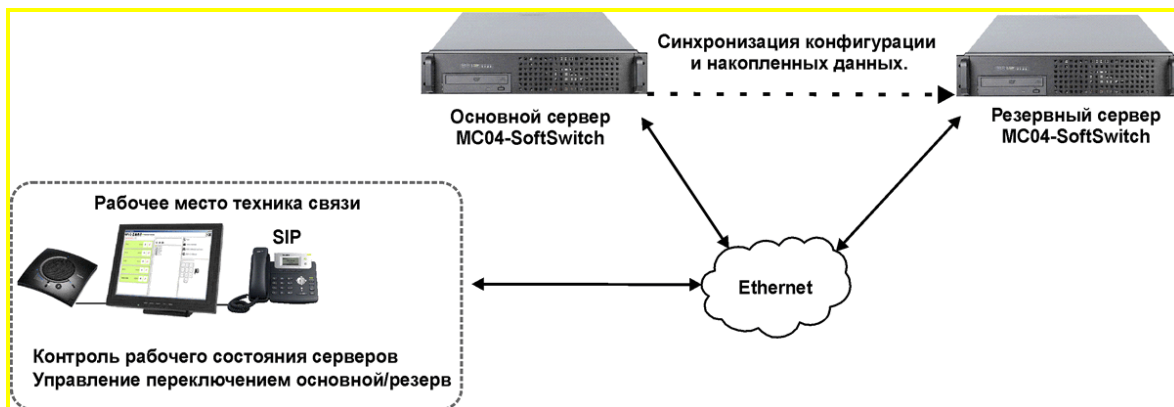 Синхронизация конфигурации
и накопленных данных.
Основной сервер
MC04-SoftSwitch
Резервный сервер
MC04-SoftSwitch
Рабочее место техника связи
SIP
Ethernet
Контроль рабочего состояния серверов
Управление переключением основной/резерв